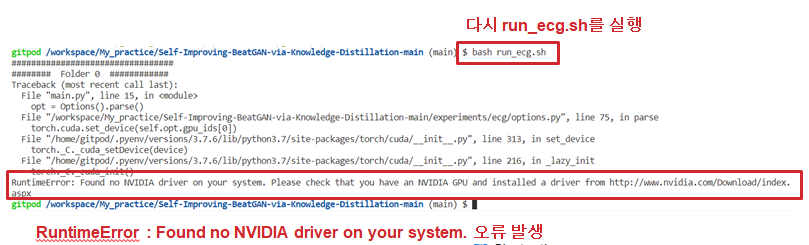 다시 run_ecg.sh를 실행
gitpod /workspace/My_practice/Self-Improving-BeatGAN-via-Knowledge-Distillation-main (main) $ bash run_ecg.sh
#################################
######## Folder 0 ############
Traceback (most recent call last):
File "main.py", line 15, in <module>
opt = Options().parse()
File "/workspace/My_practice/Self-Improving-BeatGAN-via-Knowledge-Distillation-main/experiments/ecg/options.py", line 75, in parse
torch.cuda.set_device(self.opt.gpu_ids[0])
File "/home/gitpod/.pyenv/versions/3.7.6/lib/python3.7/site-packages/torch/cuda/__init__.py", line 313, in set_device
torch._C._cuda_setDevice(device)
File "/home/gitpod/.pyenv/versions/3.7.6/lib/python3.7/site-packages/torch/cuda/__init__.py", line 216, in _lazy_init
torch._C._cuda_init()
RuntimeError: Found no NVIDIA driver on your system. Please check that you have an NVIDIA GPU and installed a driver from http://www.nvidia.com/Download/index.
aspx
gitpod /workspace/My_practice/Self-Improving-BeatGAN-via-Knowledge-Distillation-main (main) $
RuntimeError : Found no NVIDIA driver on your system. 오류 발생